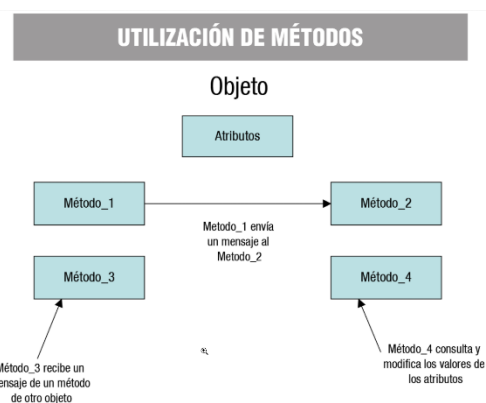 UTILIZACIÓN DE MÉTODOS
Objeto
Atributos
Método_1
Método_2
Metodo_1 envía
un mensaje al
Metodo_2
Método_3
Método_4
Método_3 recibe un
ensaje de un método
de otro objeto
Método_4 consulta y
modifica los valores de
los atributos